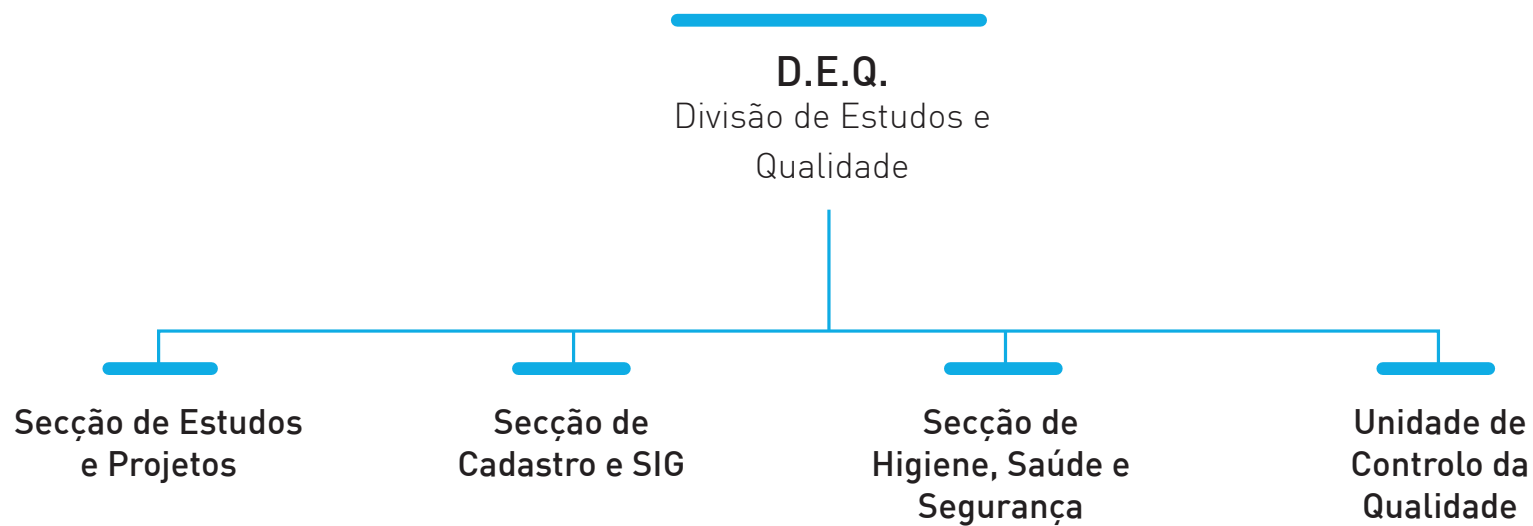 D.E.Q.
Divisão de Estudos e
Qualidade
Secção de Estudos
e Projetos
Secção de
Cadastro e SIG
Secção de
Higiene, Saúde e
Segurança
Unidade de
Controlo da
Qualidade